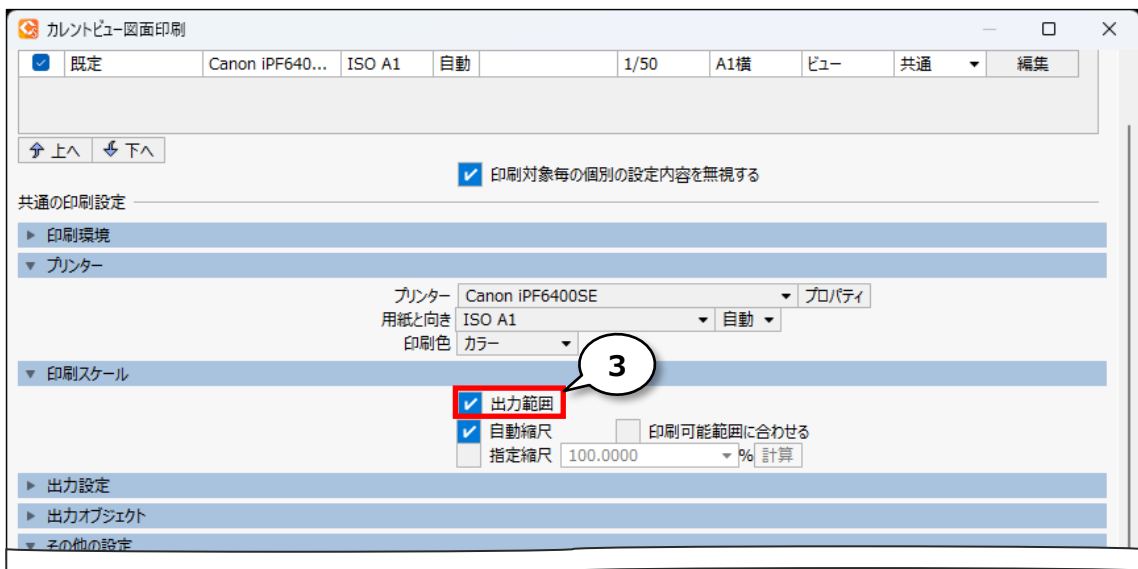 カレントビュー図面印刷
既定 Canon iPF640... ISO A1 自動 1/50 A1横 ビュー 共通 編集
上へ 下へ
印刷対象毎の個別の設定内容を無視する
共通の印刷設定
印刷環境
プリンター
プリンター Canon iPF6400SE プロパティ
用紙と向き ISO A1 自動
印刷色 カラー
3
印刷スケール
出力範囲
自動縮尺 印刷可能範囲に合わせる
指定縮尺 100.0000 % 計算
出力設定
出力オブジェクト
その他の設定